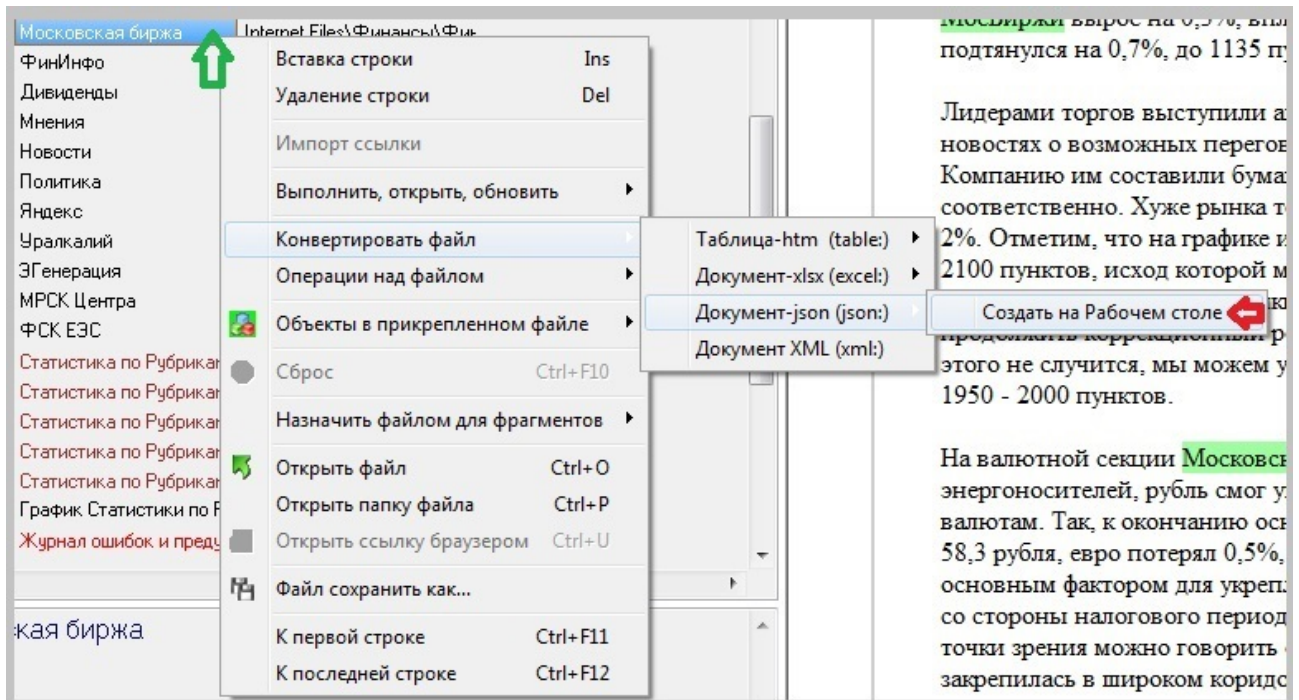 Московская биржа
Internet Files\Финансы\Фин
ФинИнфо
Дивиденды
Мнения
Новости
Политика
Яндекс
Уралкалий
ЭГенерация
МРСК Центра
ФСК ЕЭС
Статистика по Рубрикам
Статистика по Рубрикам
Статистика по Рубрикам
Статистика по Рубрикам
Статистика по Рубрикам
График Статистики по Р
Журнал ошибок и преду
кая биржа
Вставка строки Ins
Удаление строки Del
Импорт ссылки
Выполнить, открыть, обновить
Конвертировать файл
Операции над файлом
Объекты в прикрепленном файле
Сброс Ctrl+F10
Назначить файлом для фрагментов
Открыть файл Ctrl+O
Открыть папку файла Ctrl+P
Открыть ссылку браузером Ctrl+U
Файл сохранить как...
К первой строке Ctrl+F11
К последней строке Ctrl+F12
Таблица-htm (table:)
Документ-xlsx (excel:)
Документ-json (json:)
Документ XML (xml:)
Создать на Рабочем столе
МосБиржи вырос на 0,5%, впл
подтянулся на 0,7%, до 1135 п
Лидерами торгов выступили а
новостях о возможных перегов
Компанию им составили бума
соответственно. Хуже рынка т
2%. Отметим, что на графике и
2100 пунктов, исход которой м
продолжить коррекционный р
этого не случится, мы можем у
1950 - 2000 пунктов.
На валютной секции Московск
энергоносителей, рубль смог у
валютам. Так, к окончанию осн
58,3 рубля, евро потерял 0,5%,
основным фактором для укрепл
со стороны налогового период
точки зрения можно говорить
закрепилась в широком коридо